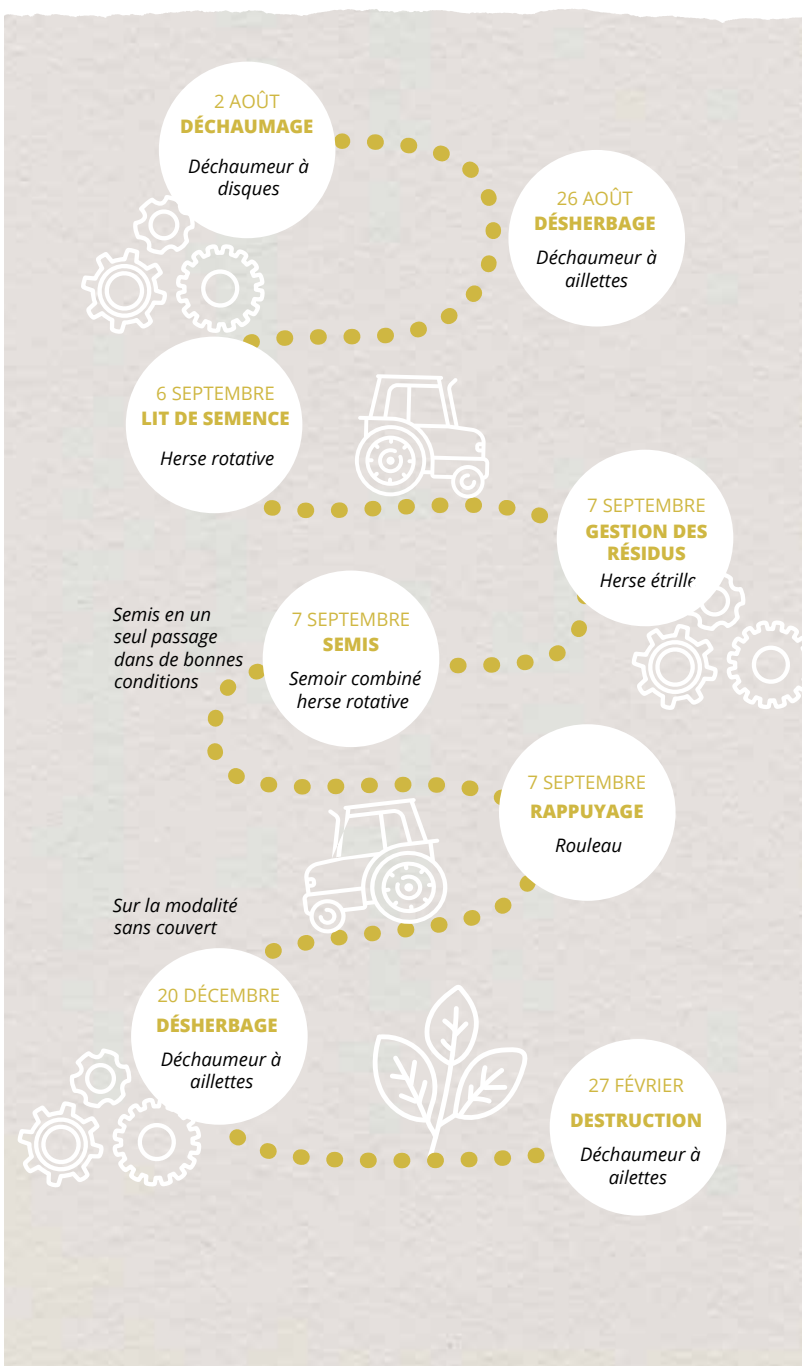 2 AOÛT
DÉCHAUMAGE
Déchaumeur à
disques
26 AOÛT
DÉSHERBAGE
Déchaumeur à
aillettes
6 SEPTEMBRE
LIT DE SEMENCE
Herse rotative
7 SEPTEMBRE
GESTION DES
RÉSIDUS
Herse étrille
Semis en un
seul passage
dans de bonnes
conditions
7 SEPTEMBRE
SEMIS
Semoir combiné
herse rotative
7 SEPTEMBRE
RAPPUYAGE
Rouleau
Sur la modalité
sans couvert
20 DÉCEMBRE
DÉSHERBAGE
Déchaumeur à
aillettes
27 FÉVRIER
DESTRUCTION
Déchaumeur à
ailettes